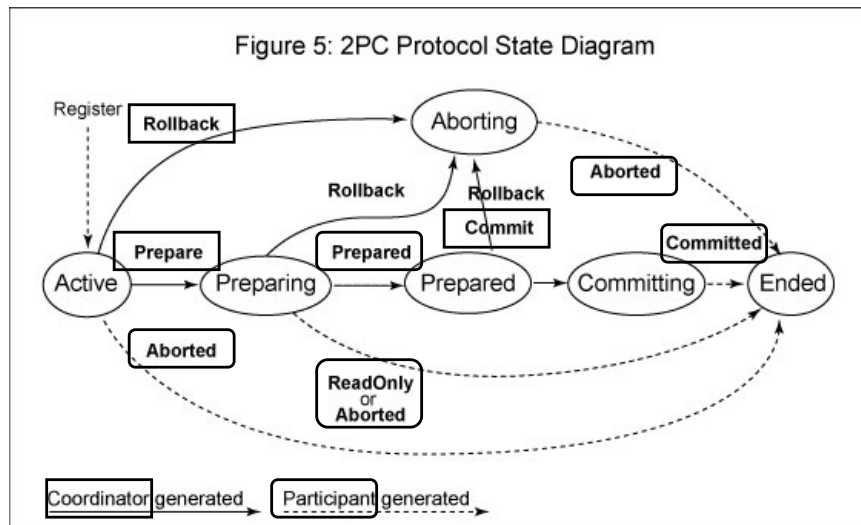 Figure 5: 2PC Protocol State Diagram
Register
Rollback
Aborting
Rollback
Rollback
Aborted
Prepare
Prepared
Commit
Committed
Active
Preparing
Prepared
Committing
Ended
Aborted
ReadOnly
or
Aborted
Coordinator generated
Participant generated